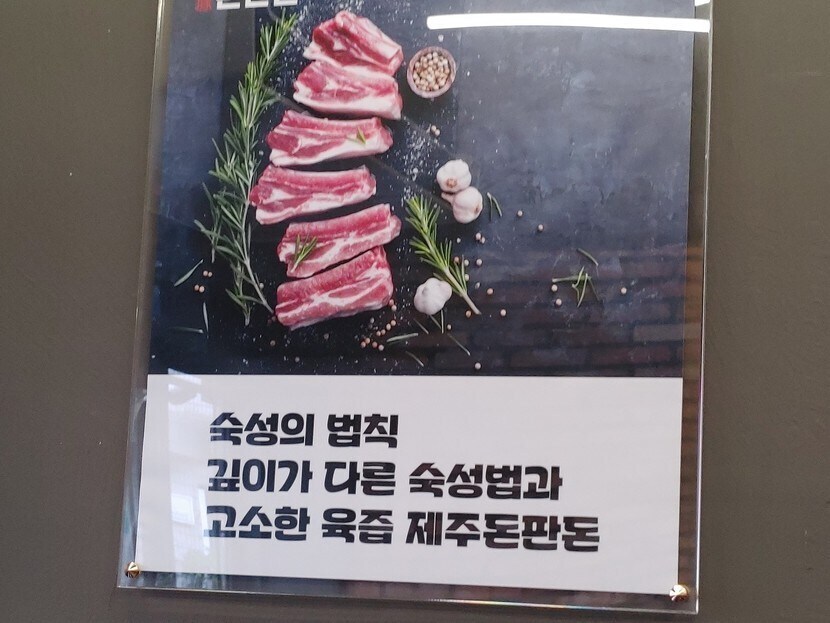 숙성의 법칙
깊이가 다른 숙성법과
고소한 육즙 제주돈판돈